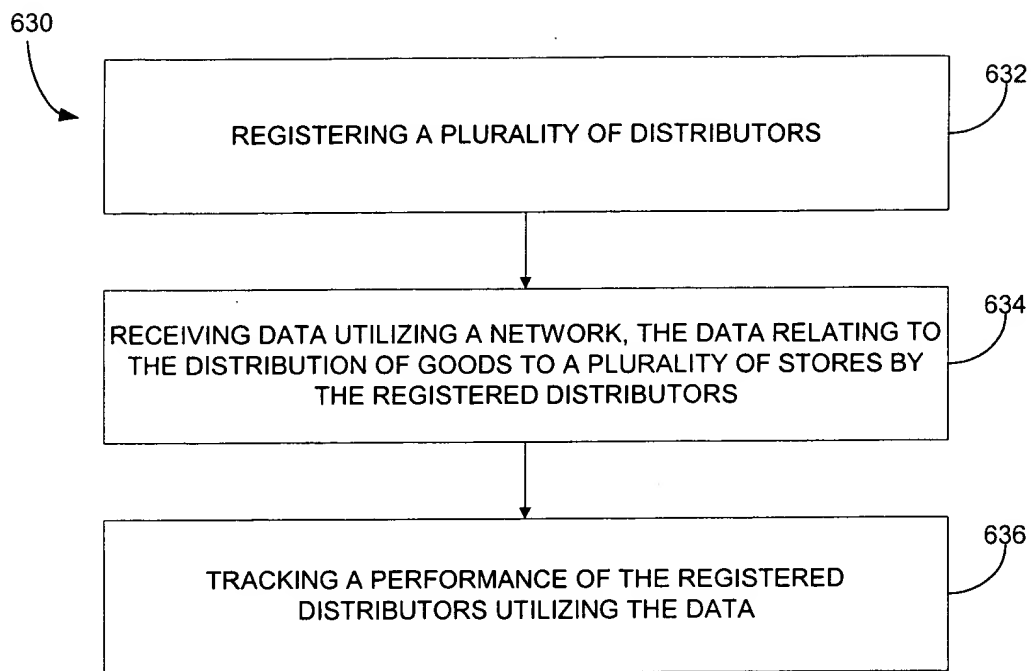 630
632
REGISTERING A PLURALITY OF DISTRIBUTORS
634
RECEIVING DATA UTILIZING A NETWORK, THE DATA RELATING TO
THE DISTRIBUTION OF GOODS TO A PLURALITY OF STORES BY
THE REGISTERED DISTRIBUTORS
636
TRACKING A PERFORMANCE OF THE REGISTERED
DISTRIBUTORS UTILIZING THE DATA